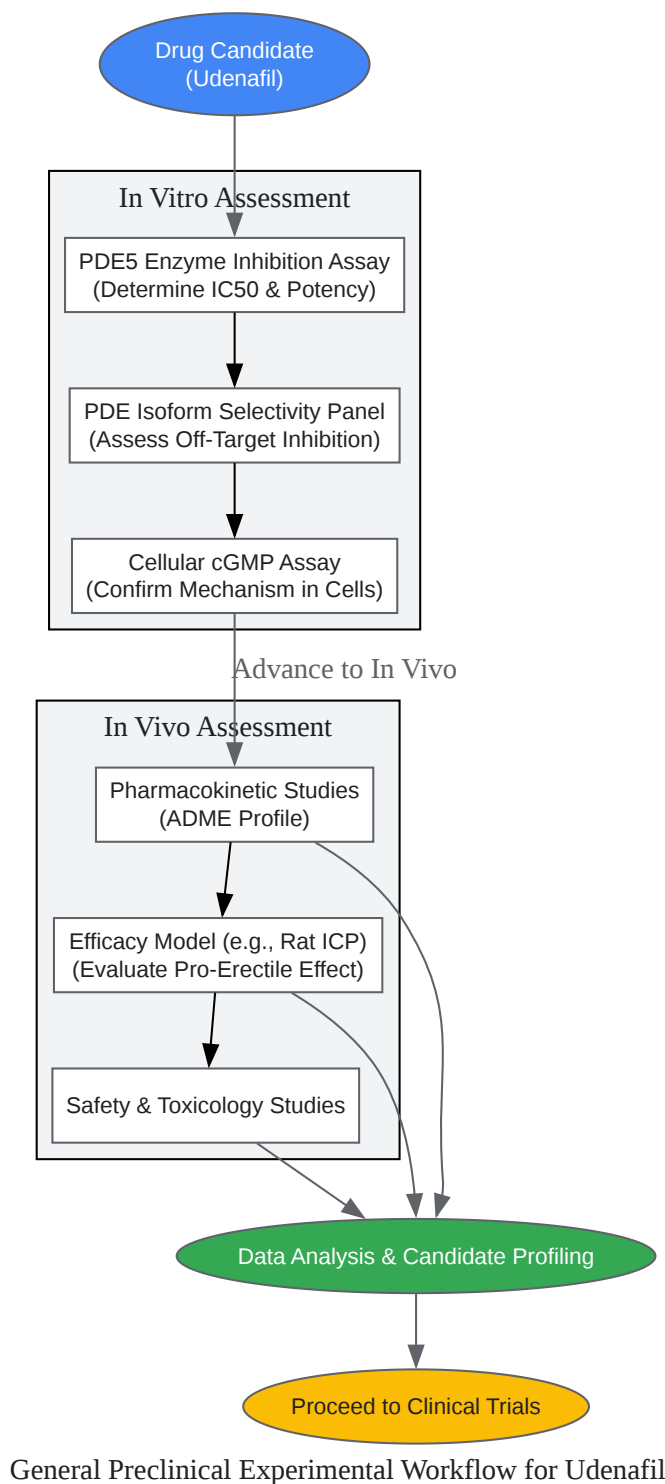 Drug Candidate
(Udenafil)
In Vitro Assessment
PDE5 Enzyme Inhibition Assay
(Determine IC50 & Potency)
PDE Isoform Selectivity Panel
(Assess Off-Target Inhibition)
Cellular cGMP Assay
(Confirm Mechanism in Cells)
Advance to In Vivo
In Vivo Assessment
Pharmacokinetic Studies
(ADME Profile)
Efficacy Model (e.g., Rat ICP)
(Evaluate Pro-Erectile Effect)
Safety & Toxicology Studies
Data Analysis & Candidate Profiling
Proceed to Clinical Trials
General Preclinical Experimental Workflow for Udenafil